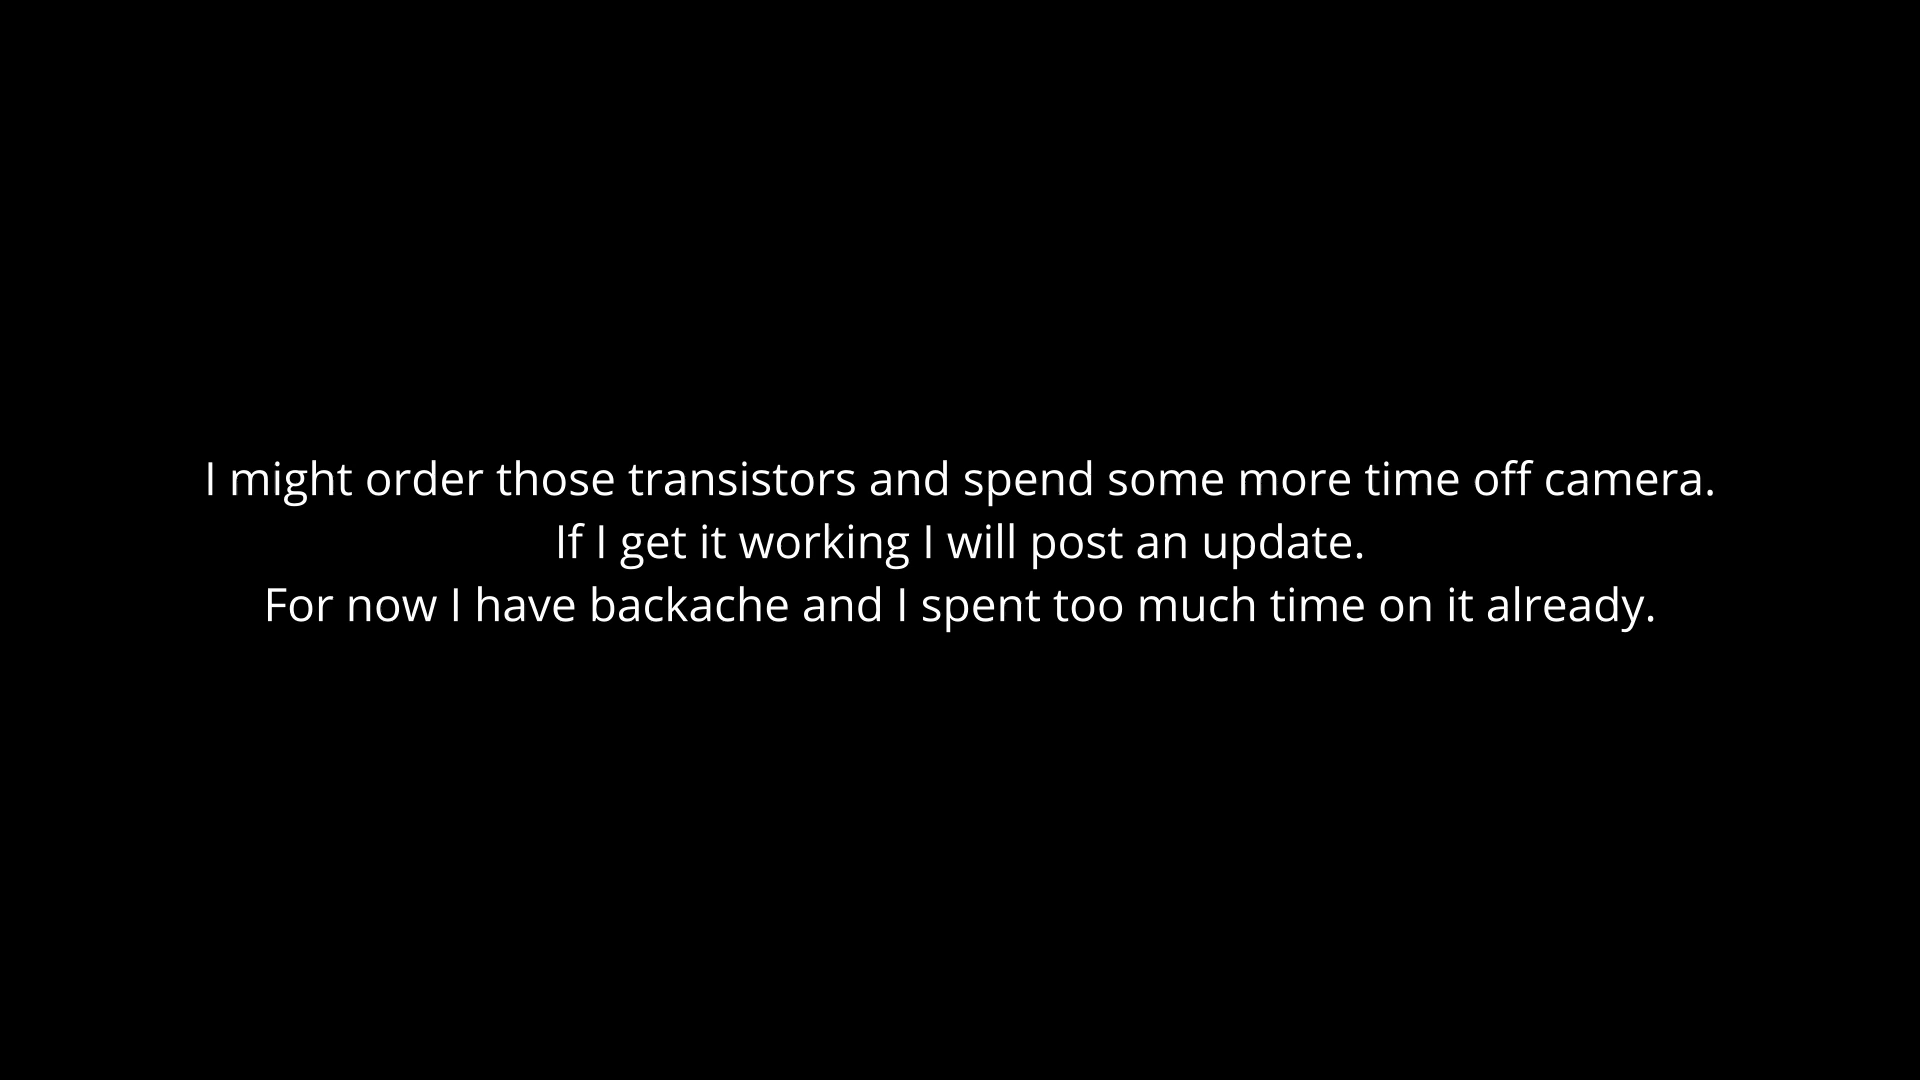 I might order those transistors and spend some more time off camera.
If I get it working I will post an update.
For now I have backache and I spent too much time on it already.